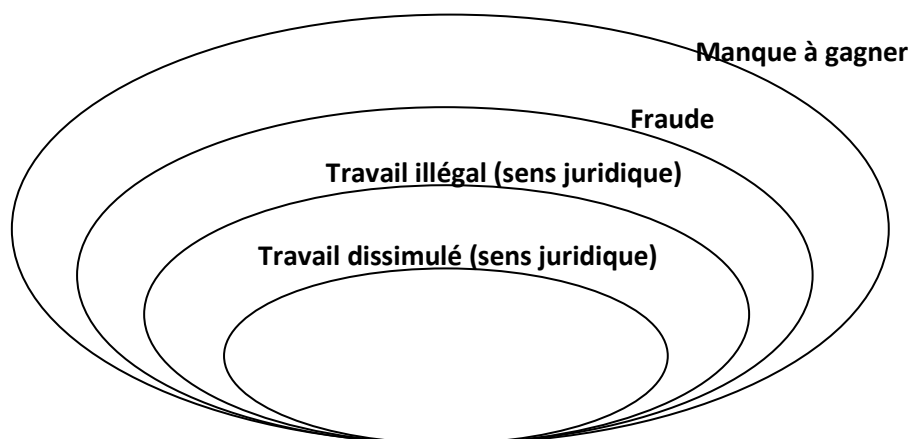 Manque à gagner
Fraude
Travail illégal (sens juridique)
Travail dissimulé (sens juridique)